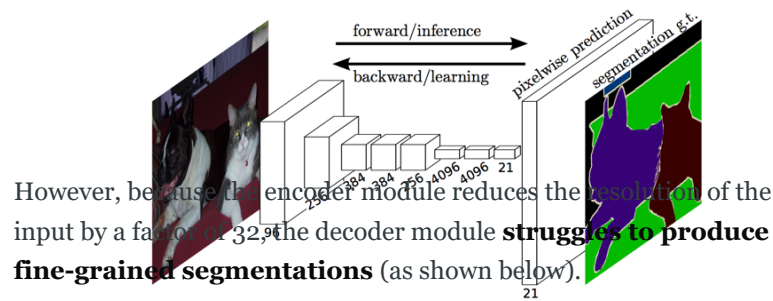 forward/inference
backward/learning
pixelwise prediction
segmentation g.t.
96
256
384
384
256
4096
4096
21
21
However, because the encoder module reduces the resolution of the
input by a factor of 32, the decoder module struggles to produce
fine-grained segmentations (as shown below).